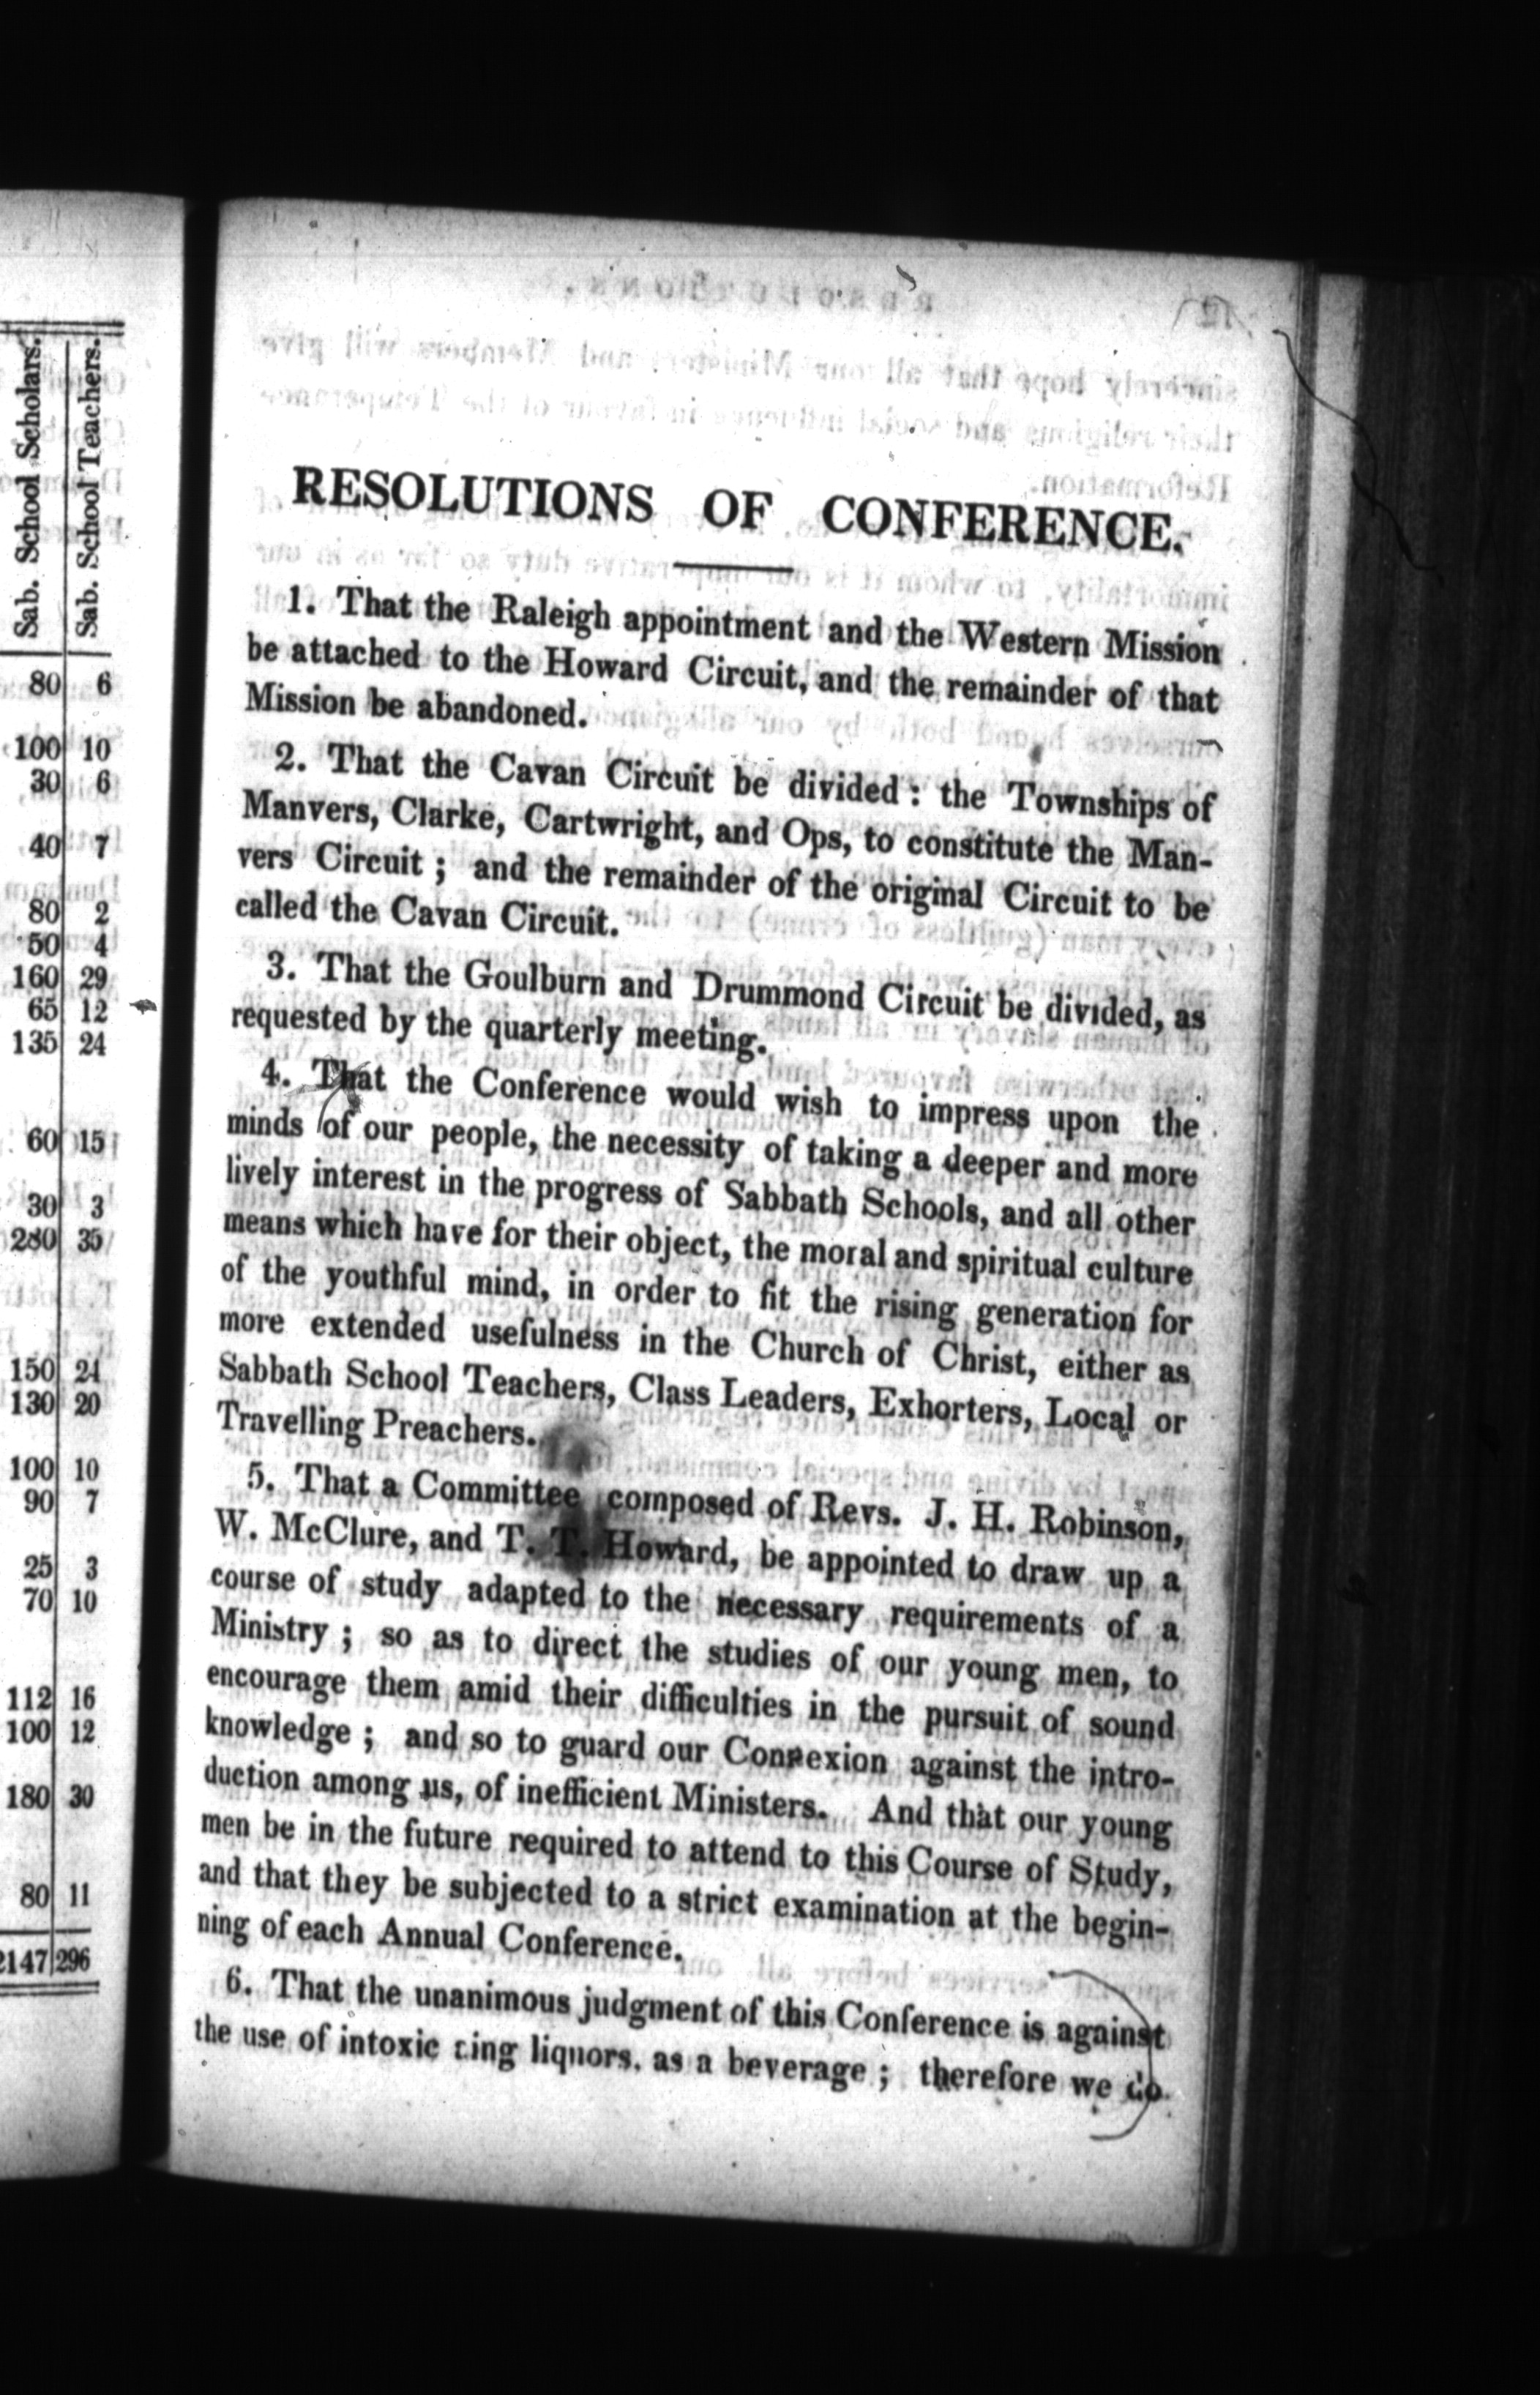 Sab. School Scholars.
Sab. School Teachers.
80 6
100 10
30 6
40 7
80 2
50 4
160 29
65 12
135 24
60 15
30 3
280 35
150 24
130 20
100 10
90 7
25 3
70 10
112 16
100 12
180 30
80 11
2147 296
RESOLUTIONS OF CONFERENCE.
1. That the Raleigh appointment and the Western Mission
be attached to the Howard Circuit, and the remainder of that
Mission be abandoned.
2. That the Cavan Circuit be divided : the Townships of
Manvers, Clarke, Cartwright, and Ops, to constitute the Man-
vers Circuit ; and the remainder of the original Circuit to be
called the Cavan Circuit.
3. That the Goulburn and Drummond Circuit be divided, as
requested by the quarterly meeting.
4. That the Conference would wish to impress upon the
minds of our people, the necessity of taking a deeper and more
lively interest in the progress of Sabbath Schools, and all other
means which have for their object, the moral and spiritual culture
of the youthful mind, in order to fit the rising generation for
more extended usefulness in the Church of Christ, either as
Sabbath School Teachers, Class Leaders, Exhorters, Local or
Travelling Preachers.
5. That a Committee composed of Revs. J. H. Robinson,
W. McClure, and T. T. Howard, be appointed to draw up a
course of study adapted to the necessary requirements of a
Ministry ; so as to direct the studies of our young men, to
encourage them amid their difficulties in the pursuit of sound
knowledge ; and so to guard our Connexion against the intro-
duction among us, of inefficient Ministers. And that our young
men be in the future required to attend to this Course of Study,
and that they be subjected to a strict examination at the begin-
ning of each Annual Conference.
6. That the unanimous judgment of this Conference is against
the use of intoxicating liquors, as a beverage ; therefore we do